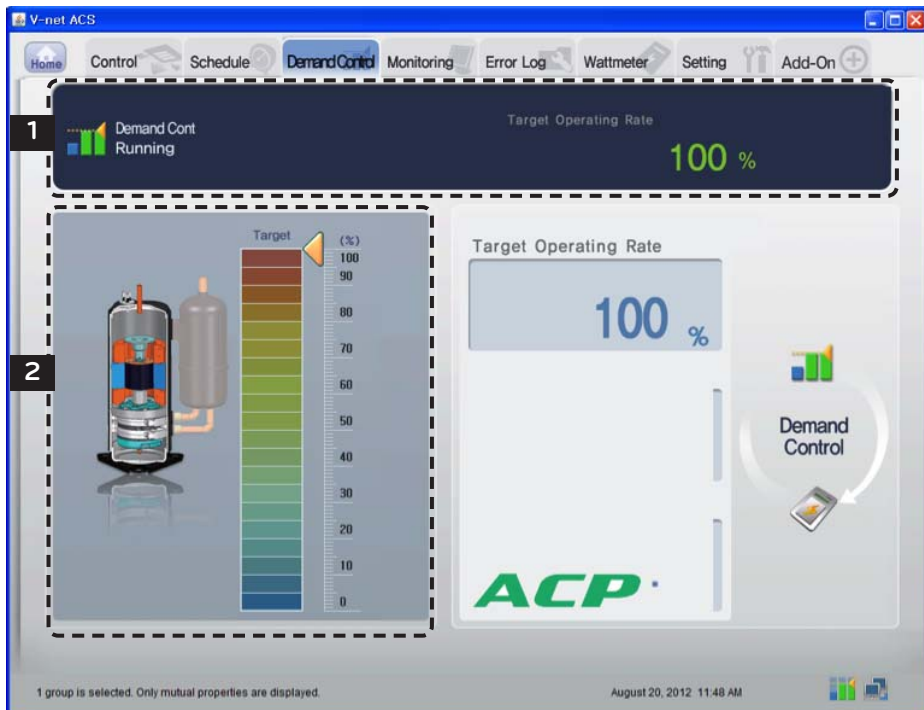 V-net ACS
Home Control Schedule Demand Control Monitoring Error Log Wattmeter Setting Add-On
1
Demand Cont
Running
Target Operating Rate
100 %
2
Target
(%)
100
90
80
70
60
50
40
30
20
10
0
Target Operating Rate
100 %
Demand
Control
ACP
1 group is selected. Only mutual properties are displayed.
August 20, 2012 11:48 AM